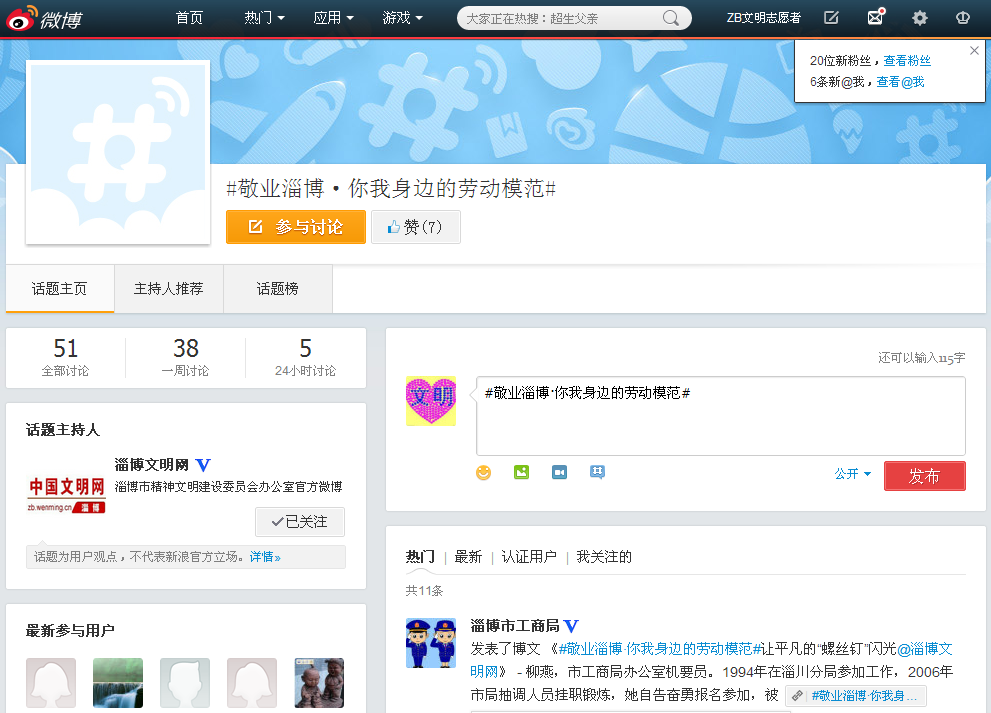 微博 首页 热门 应用 游戏 大家正在热搜：超生父亲 ZB文明志愿者
20位新粉丝，查看粉丝
6条新@我，查看@我
#敬业淄博·你我身边的劳动模范#
参与讨论 赞(7)
话题主页 主持人推荐 话题榜
51 38 5
全部讨论 一周讨论 24小时讨论
还可以输入115字
文明 #敬业淄博·你我身边的劳动模范#
公开 发布
话题主持人
淄博文明网 V
淄博市精神文明建设委员会办公室官方微博
中国文明网
zb.wenming.cn 淄博
已关注
话题为用户观点，不代表新浪官方立场。详情»
热门 | 最新 | 认证用户 | 我关注的
共11条
最新参与用户
淄博市工商局 V
发表了博文 《#敬业淄博·你我身边的劳动模范#让平凡的“螺丝钉”闪光@淄博文
明网》 - 柳燕，市工商局办公室机要员。1994年在淄川分局参加工作，2006年
市局抽调人员挂职锻炼，她自告奋勇报名参加，被 #敬业淄博·你我身...